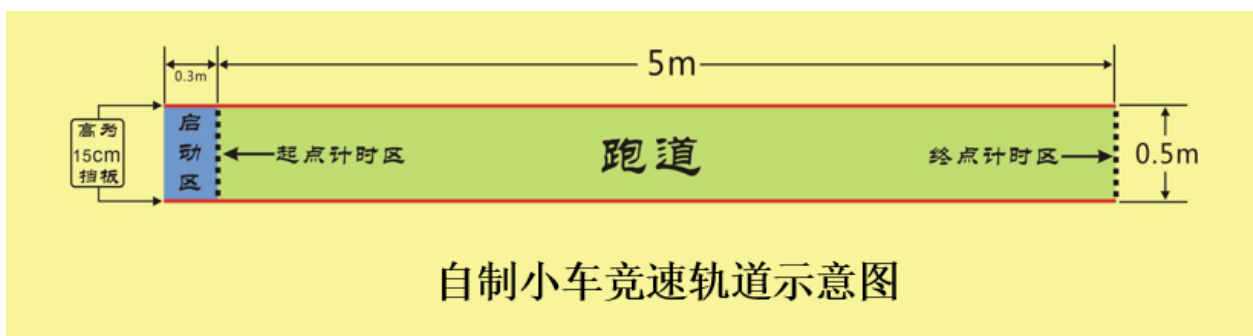 5m
0.3m
高为
15cm
挡板
启动区
起点计时区
跑道
终点计时区
0.5m
自制小车竞速轨道示意图